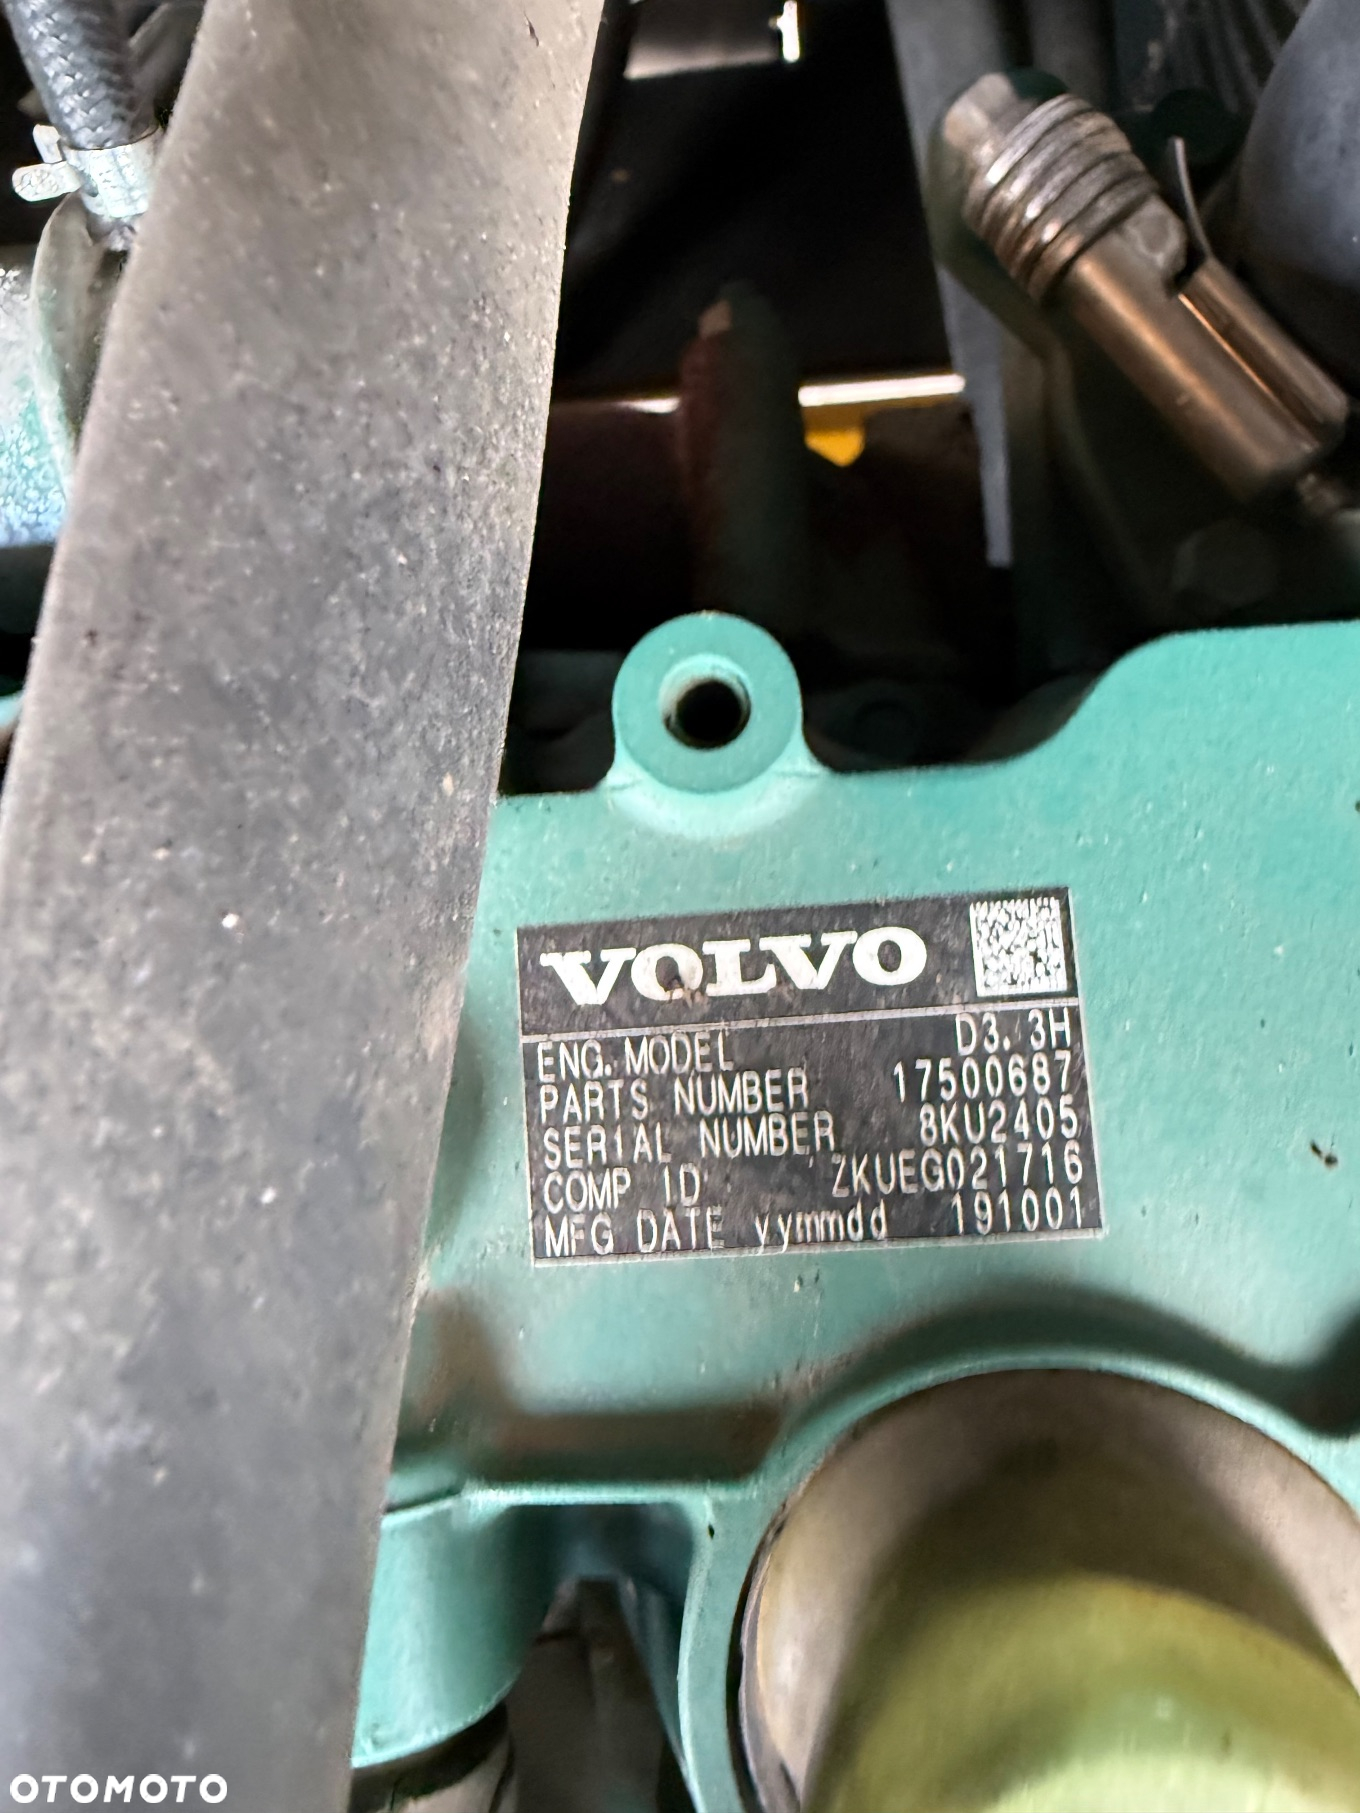 VOLVO
ENG. MODEL D3. 3H
PARTS NUMBER 17500687
SERIAL NUMBER 8KU2405
COMP ID ZKUEG021716
MFG DATE yymmdd 191001
OTOMOTO